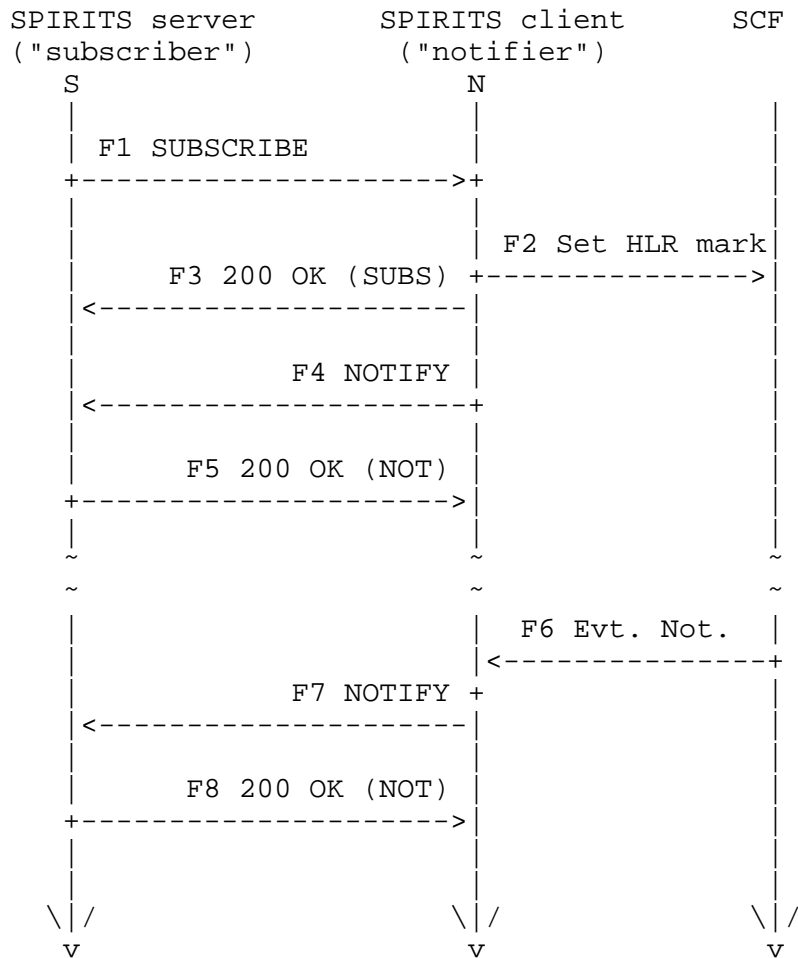 SPIRITS server SPIRITS client SCF
("subscriber") ("notifier")
S N
F1 SUBSCRIBE
F2 Set HLR mark
F3 200 OK (SUBS)
F4 NOTIFY
F5 200 OK (NOT)
~ ~ ~
~ ~ ~
F6 Evt. Not.
F7 NOTIFY
F8 200 OK (NOT)
v v v